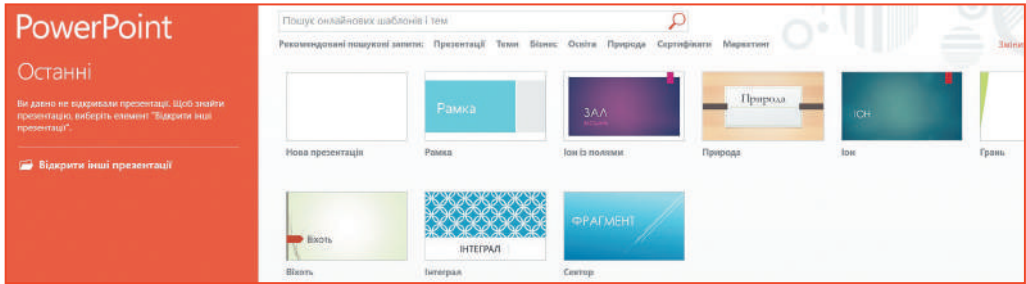 PowerPoint
Останні
Ви давно не відкривали презентації. Щоб знайти
презентацію, виберіть елемент "Відкрити інші
презентації".
Відкрити інші презентації
Пошук онлайнових шаблонів і тем
Рекомендовані пошукові запити: Презентації Теми Бізнес Освіта Природа Сертифікати Маркетинг
Зміни
Рамка
ЗАЛ
Природа
ІОН
Нова презентація Рамка Іон із полями Природа Іон Грань
Віхоть
ІНТЕГРАЛ
ФРАГМЕНТ
Віхоть Інтеграл Сектор